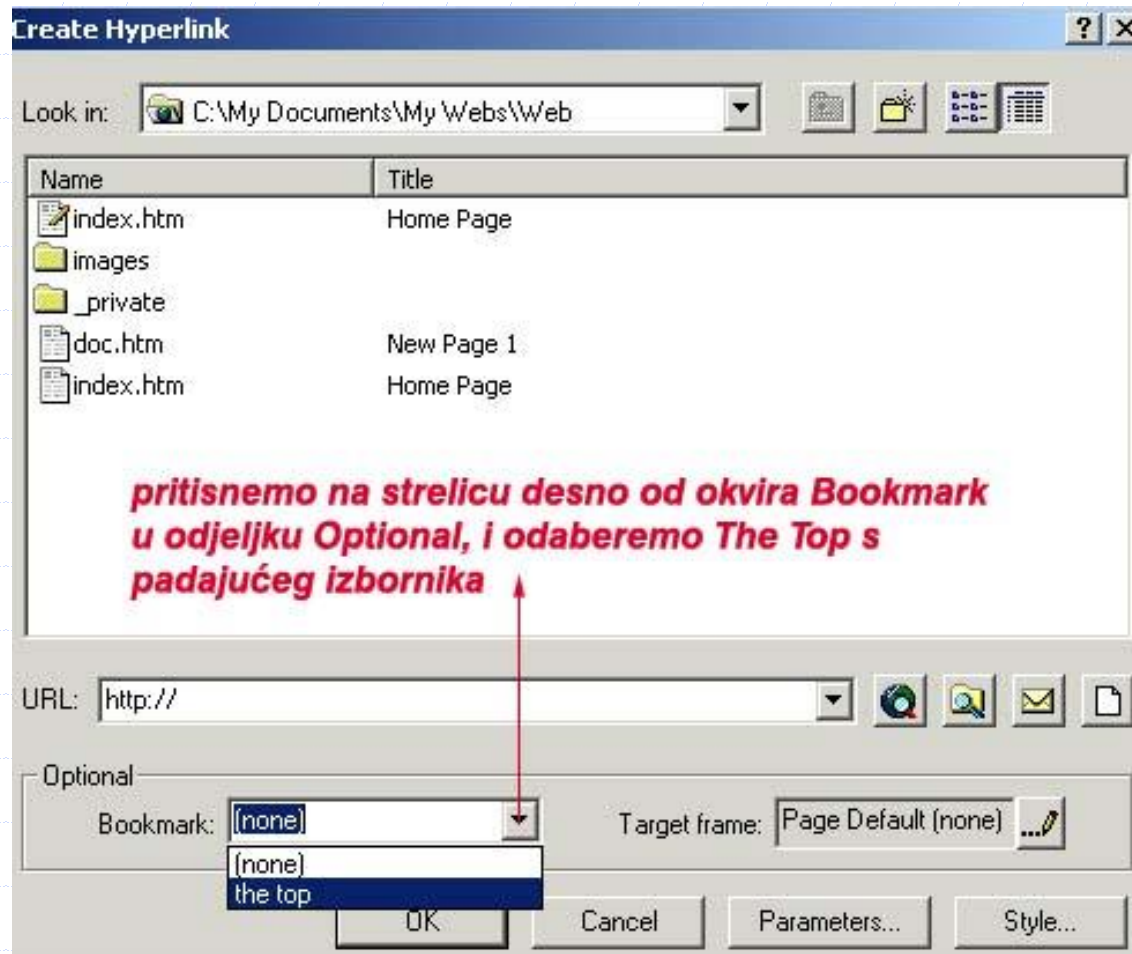 Create Hyperlink
Look in: C:\My Documents\My Webs\Web
Name Title
index.htm Home Page
images
_private
doc.htm New Page 1
index.htm Home Page
pritisnemo na strelicu desno od okvira Bookmark
u odjeljku Optional, i odaberemo The Top s
padajućeg izbornika
URL: http://
Optional
Bookmark: (none) Target frame: Page Default (none) ...
(none)
the top
OK Cancel Parameters... Style...